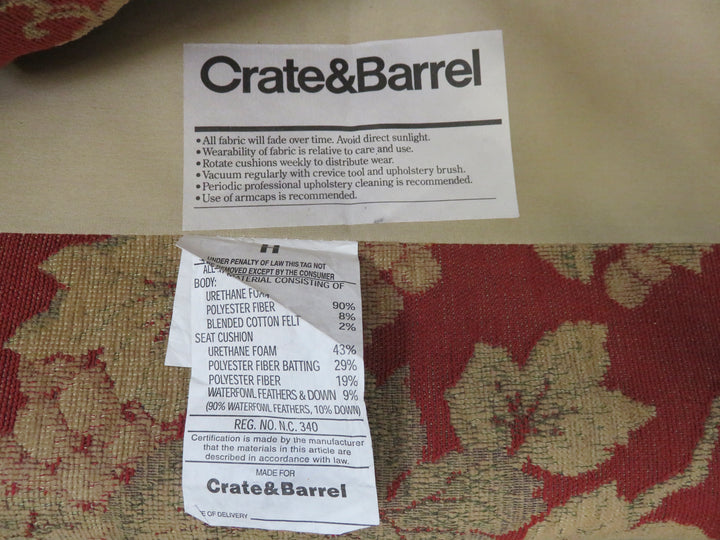 Crate&Barrel
• All fabric will fade over time. Avoid direct sunlight.
• Wearability of fabric is relative to care and use.
• Rotate cushions weekly to distribute wear.
• Vacuum regularly with crevice tool and upholstery brush.
• Periodic professional upholstery cleaning is recommended.
• Use of armcaps is recommended.
UNDER PENALTY OF LAW THIS TAG NOT
REMOVED EXCEPT BY THE CONSUMER
ALL MATERIAL CONSISTING OF
BODY:
URETHANE FOAM 90%
POLYESTER FIBER 8%
BLENDED COTTON FELT 2%
SEAT CUSHION
URETHANE FOAM 43%
POLYESTER FIBER BATTING 29%
POLYESTER FIBER 19%
WATERFOWL FEATHERS & DOWN 9%
(90% WATERFOWL FEATHERS, 10% DOWN)
REG. NO. N.C. 340
Certification is made by the manufacturer
that the materials in this article are
described in accordance with law.
MADE FOR
Crate&Barrel
OF DELIVERY